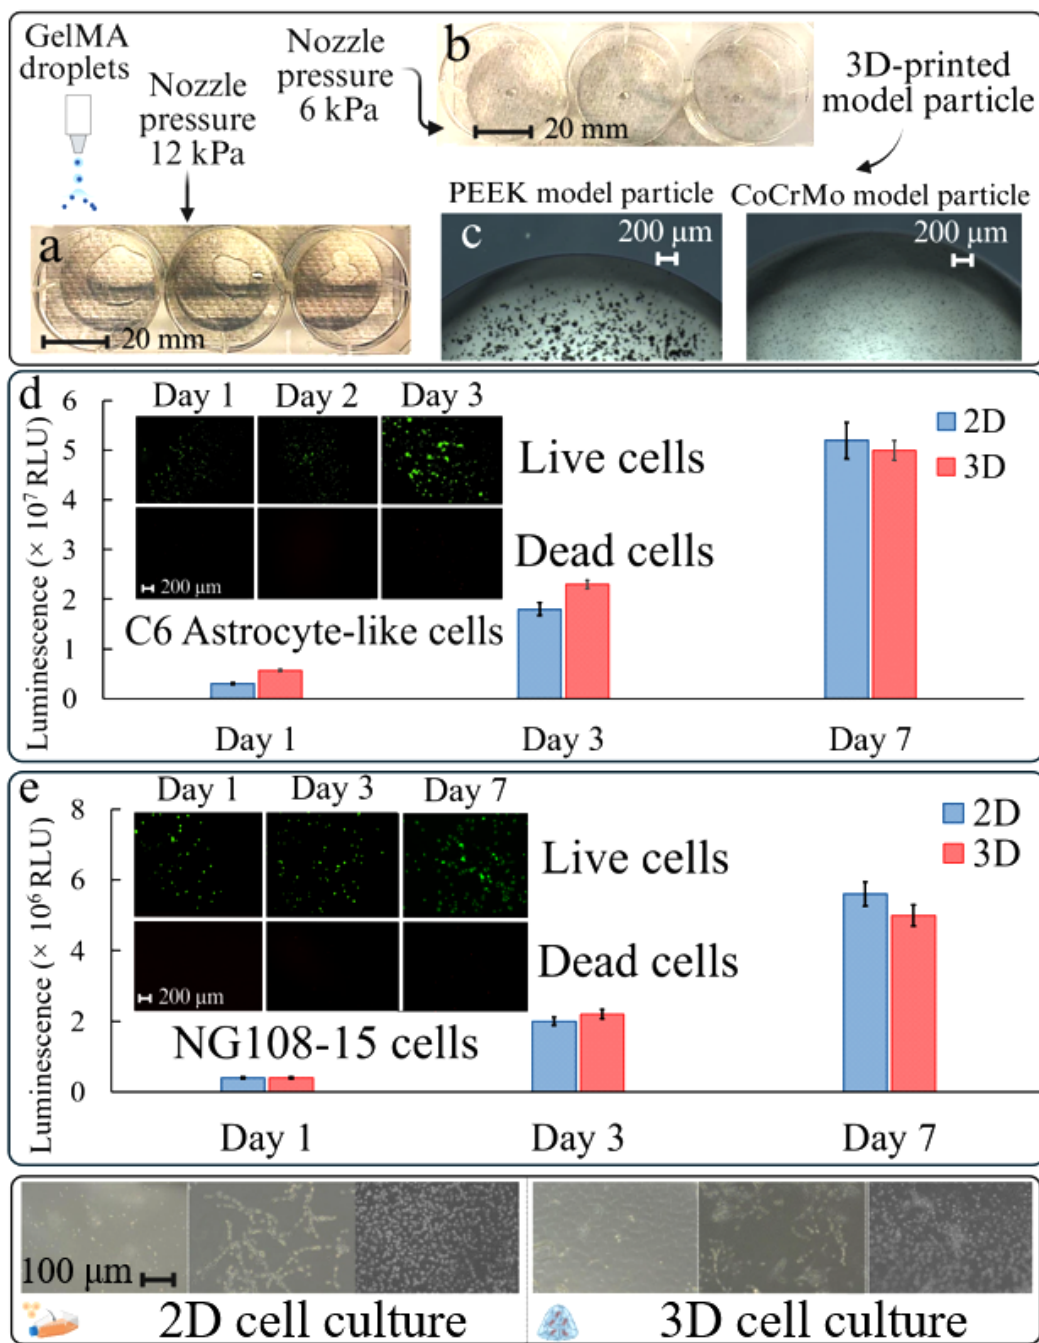 GelMA
droplets
Nozzle
pressure
12 kPa
Nozzle
pressure
6 kPa
b
20 mm
3D-printed
model particle
a
20 mm
PEEK model particle
c
200 μm
CoCrMo model particle
200 μm
d
Luminescence (× 10⁷ RLU)
6
5
4
3
2
1
0
Day 1 Day 2 Day 3
Live cells
Dead cells
200 μm
C6 Astrocyte-like cells
2D
3D
Day 1 Day 3 Day 7
e
Luminescence (× 10⁶ RLU)
8
6
4
2
0
Day 1 Day 3 Day 7
Live cells
Dead cells
200 μm
NG108-15 cells
2D
3D
Day 1 Day 3 Day 7
100 μm
2D cell culture
3D cell culture